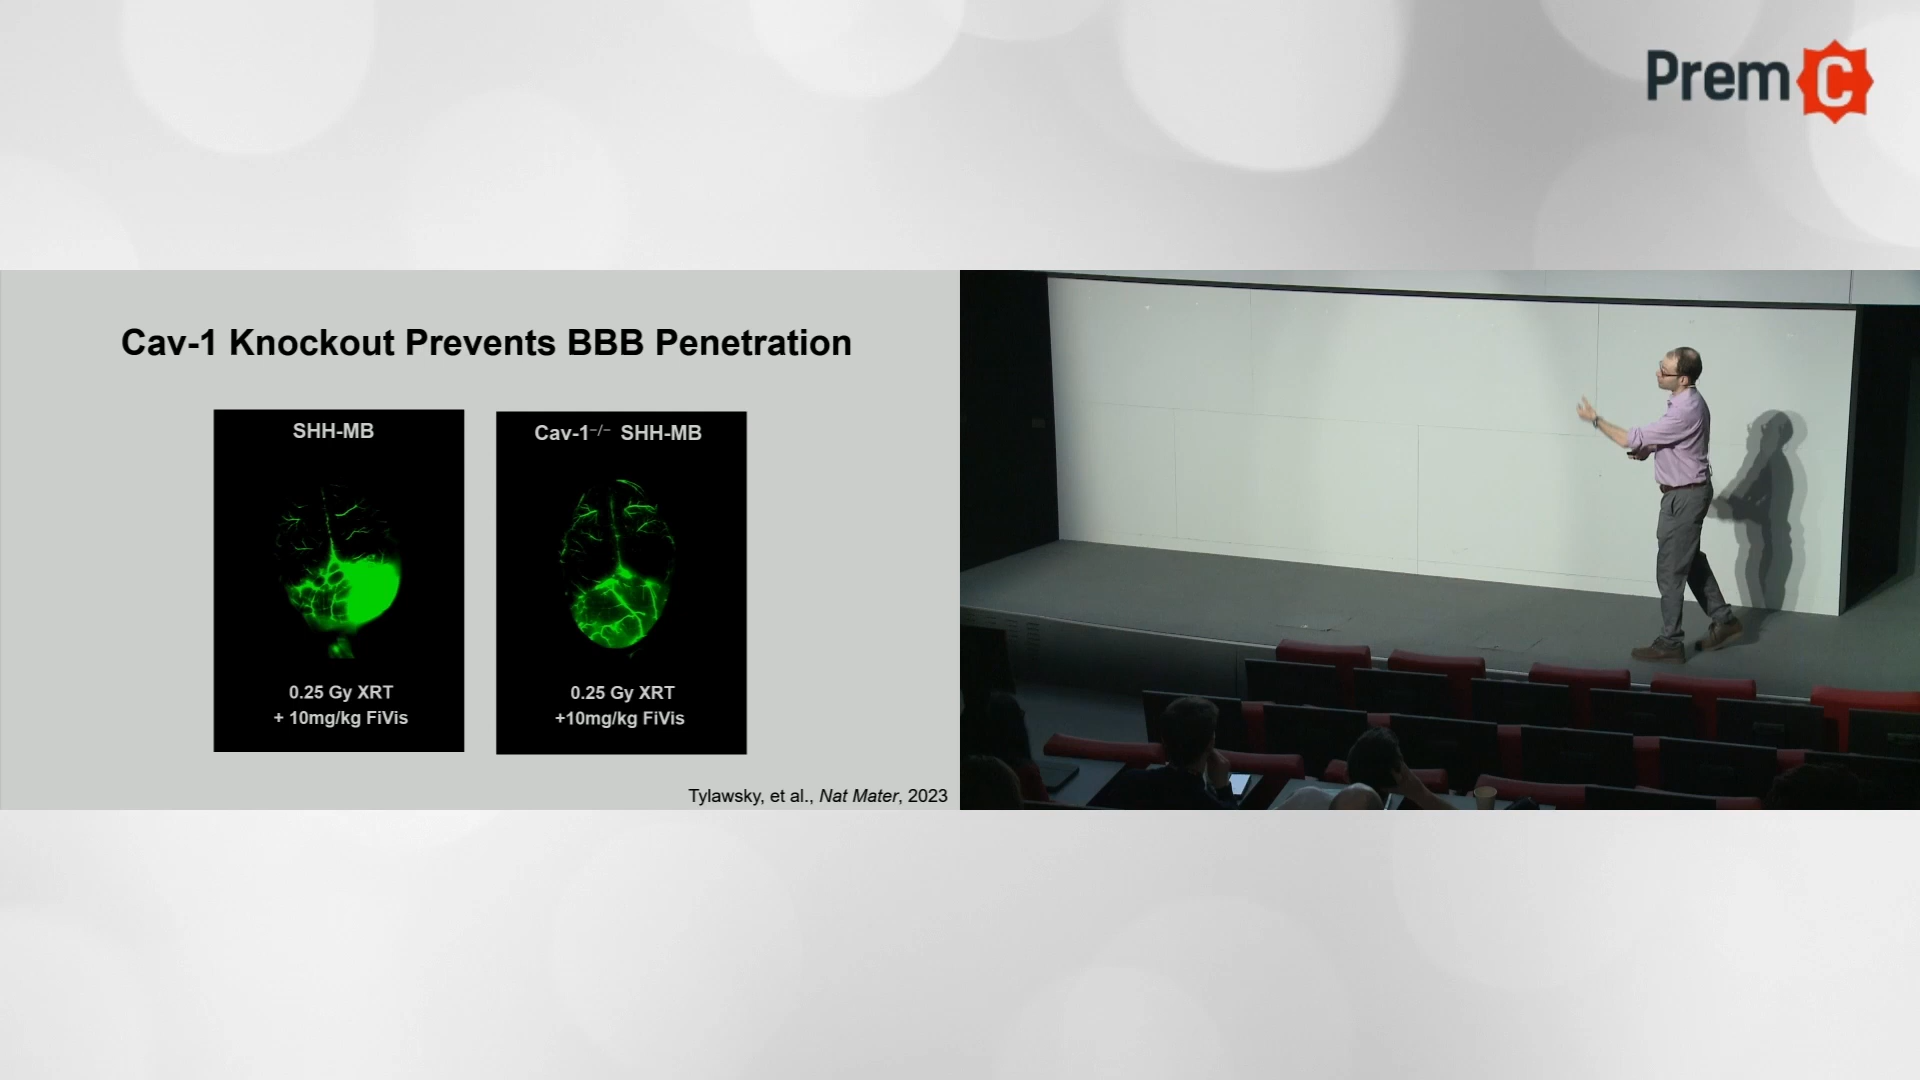 Prem C
Cav-1 Knockout Prevents BBB Penetration
SHH-MB
0.25 Gy XRT
+ 10mg/kg FiVis
Cav-1⁻/⁻ SHH-MB
0.25 Gy XRT
+10mg/kg FiVis
Tylawsky, et al., Nat Mater, 2023